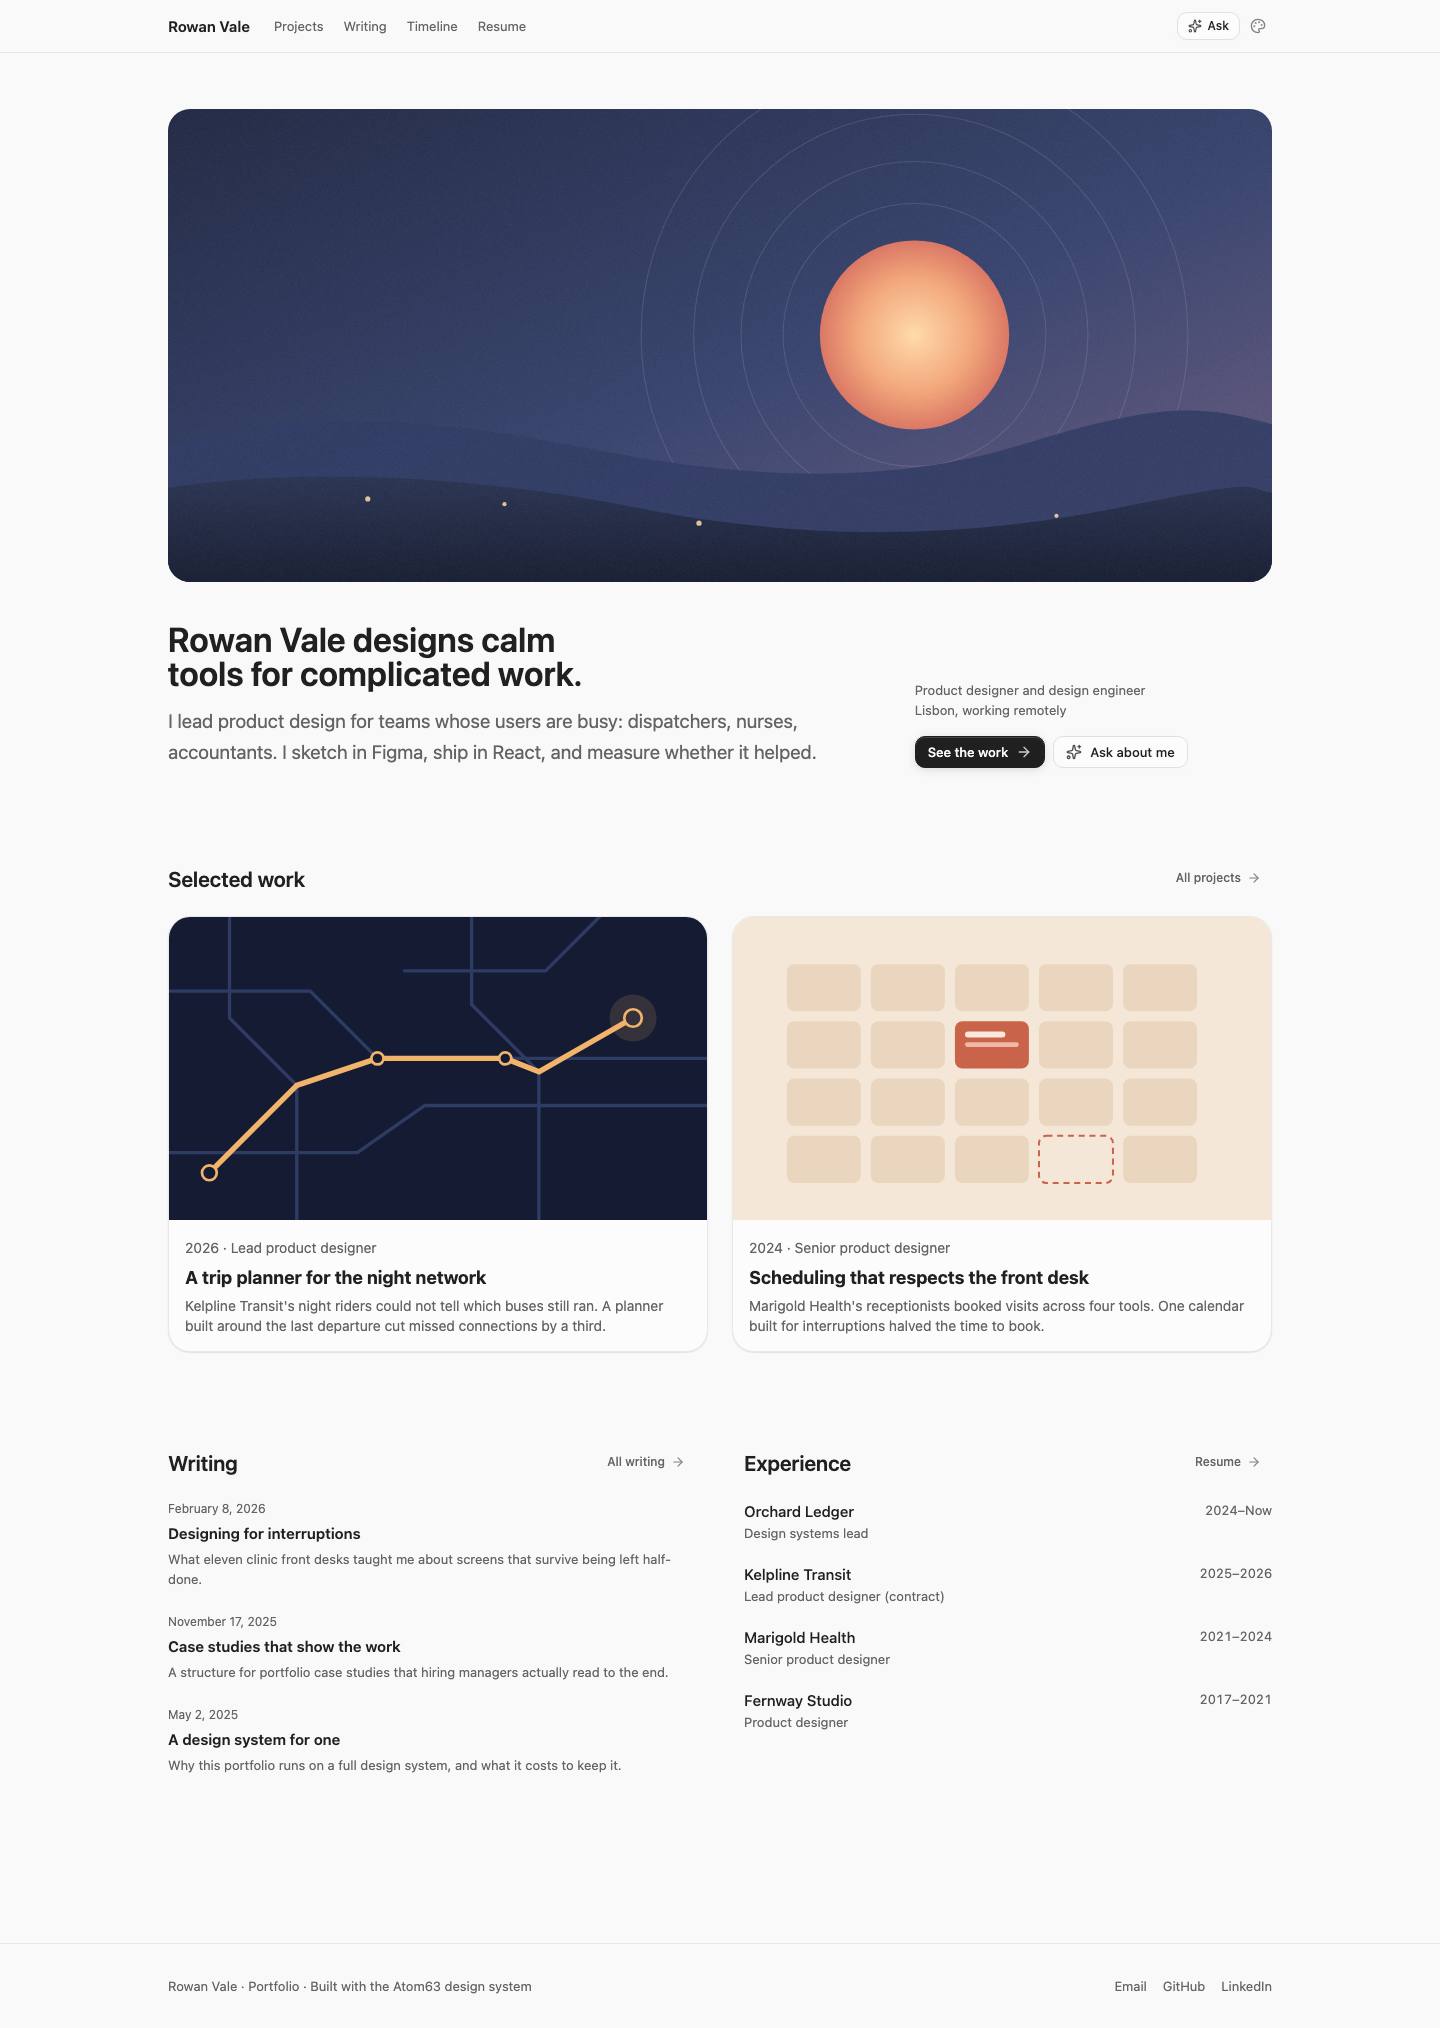 Rowan Vale
Projects
Writing
Timeline
Resume
Ask
Rowan Vale designs calm
tools for complicated work.
I lead product design for teams whose users are busy: dispatchers, nurses,
accountants. I sketch in Figma, ship in React, and measure whether it helped.
Product designer and design engineer
Lisbon, working remotely
See the work
Ask about me
Selected work
All projects
2026 · Lead product designer
A trip planner for the night network
Kelpline Transit's night riders could not tell which buses still ran. A planner
built around the last departure cut missed connections by a third.
2024 · Senior product designer
Scheduling that respects the front desk
Marigold Health's receptionists booked visits across four tools. One calendar
built for interruptions halved the time to book.
Writing
All writing
February 8, 2026
Designing for interruptions
What eleven clinic front desks taught me about screens that survive being left half-
done.
November 17, 2025
Case studies that show the work
A structure for portfolio case studies that hiring managers actually read to the end.
May 2, 2025
A design system for one
Why this portfolio runs on a full design system, and what it costs to keep it.
Experience
Resume
Orchard Ledger
2024–Now
Design systems lead
Kelpline Transit
2025–2026
Lead product designer (contract)
Marigold Health
2021–2024
Senior product designer
Fernway Studio
2017–2021
Product designer
Rowan Vale · Portfolio · Built with the Atom63 design system
Email
GitHub
LinkedIn